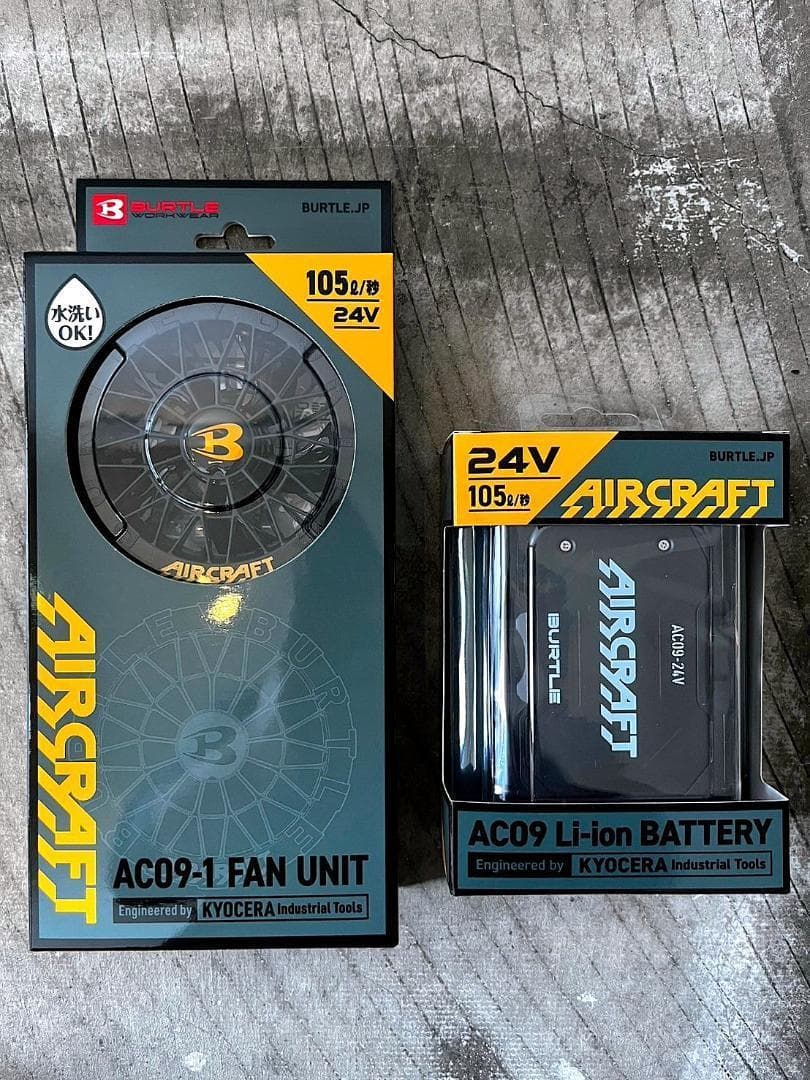 BURTLE
WORKWEAR
BURTLE.JP
水洗い
OK!
105ℓ/秒
24V
B
AIRCRAFT
AIRCRAFT
BURTLE
B
AC09-1 FAN UNIT
Engineered by KYOCERA Industrial Tools
24V
105ℓ/秒
BURTLE.JP
AIRCRAFT
AIRCRAFT
BURTLE
AC09-24V
AC09 Li-ion BATTERY
Engineered by KYOCERA Industrial Tools